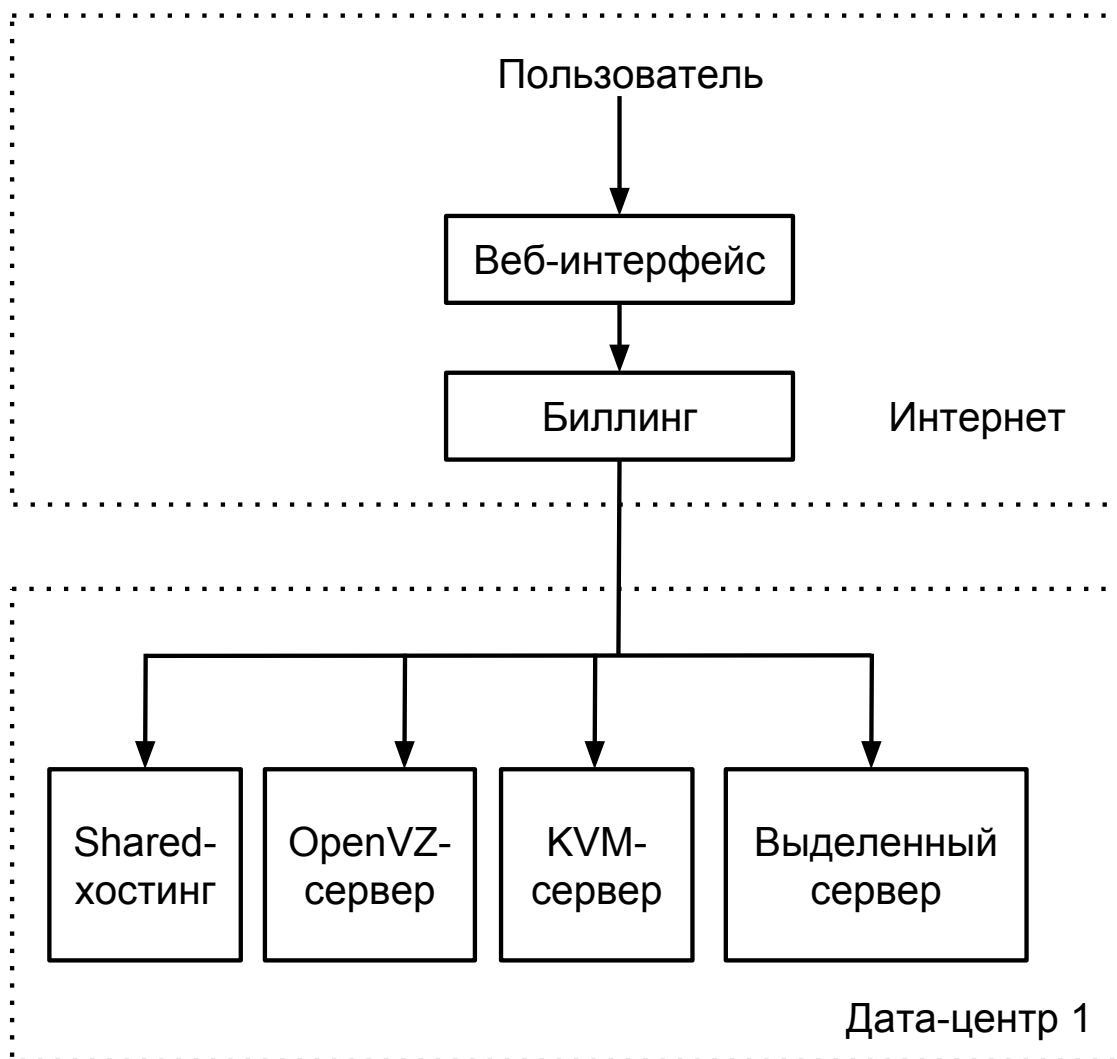 Пользователь
Веб-интерфейс
Биллинг
Интернет
Shared-
хостинг
OpenVZ-
сервер
KVM-
сервер
Выделенный
сервер
Дата-центр 1